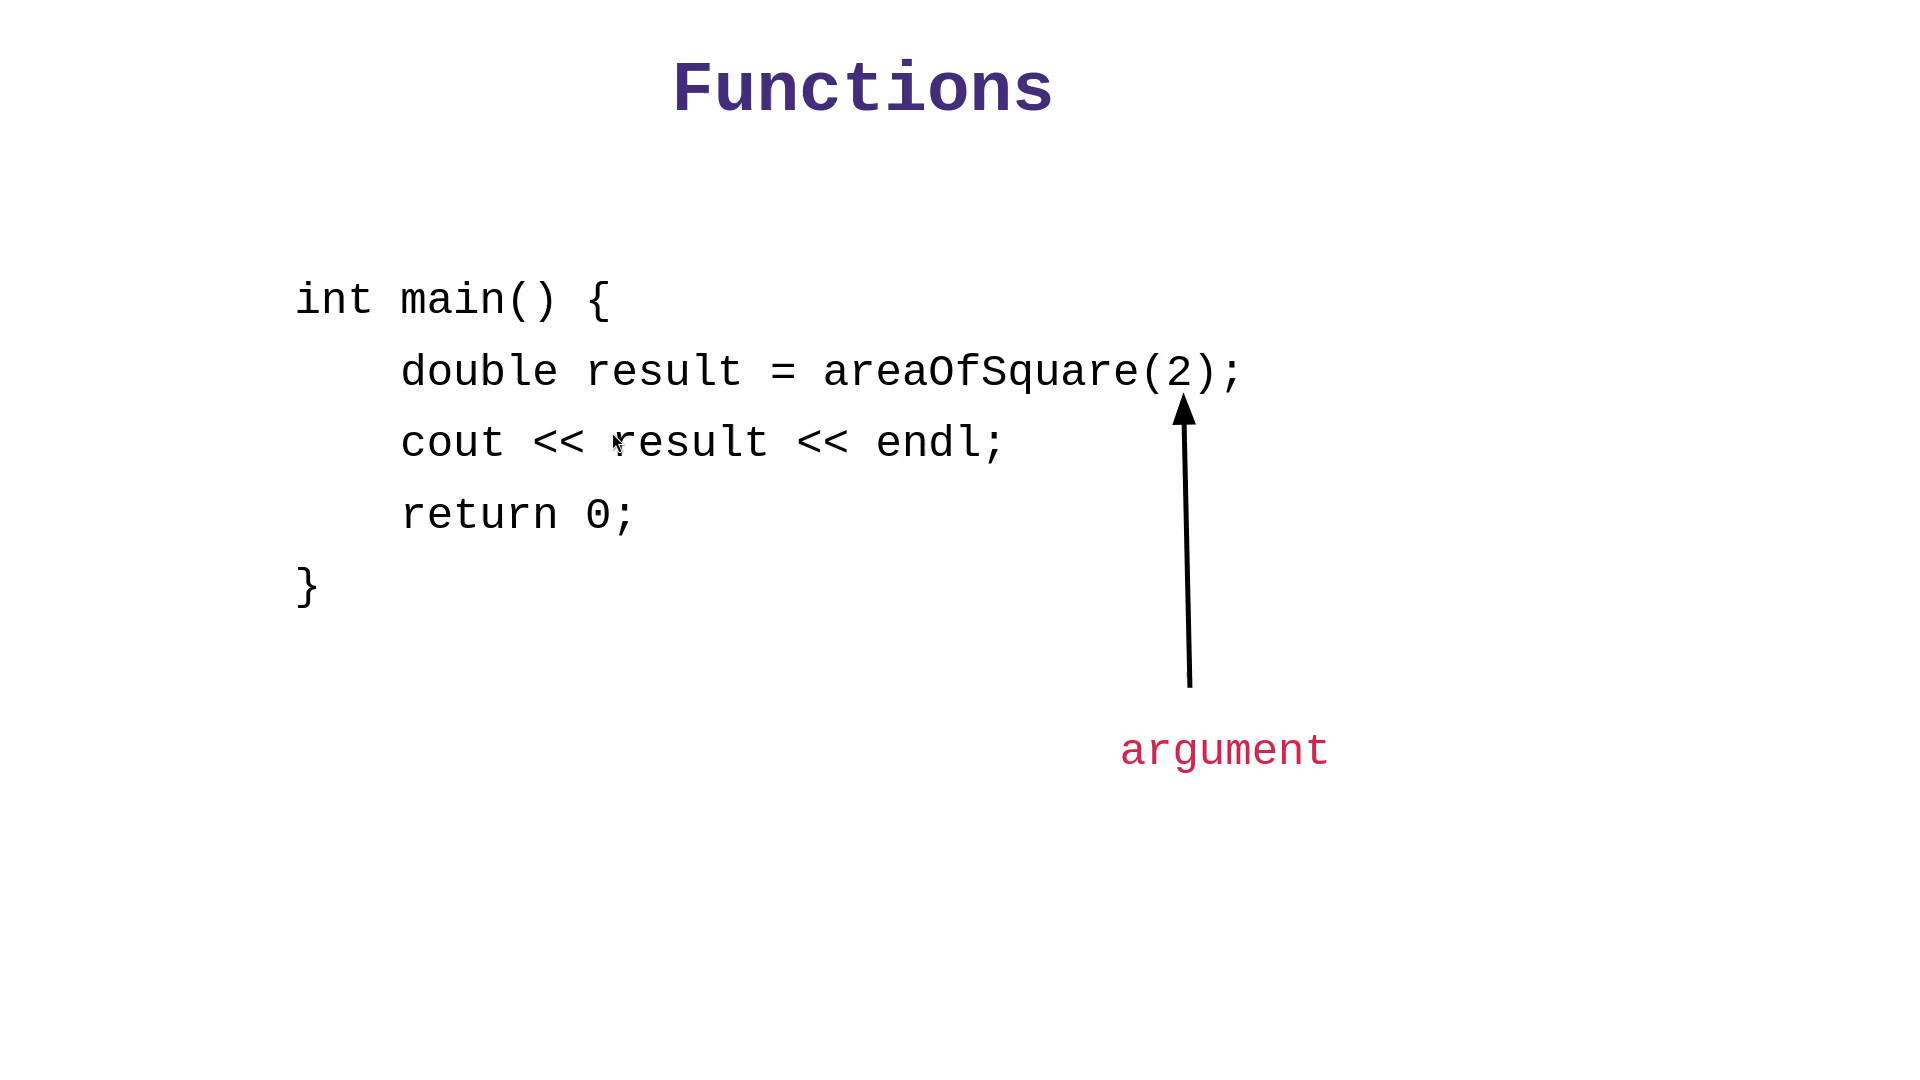 Functions
int main() {
    double result = areaOfSquare(2);
    cout << result << endl;
    return 0;
}
argument